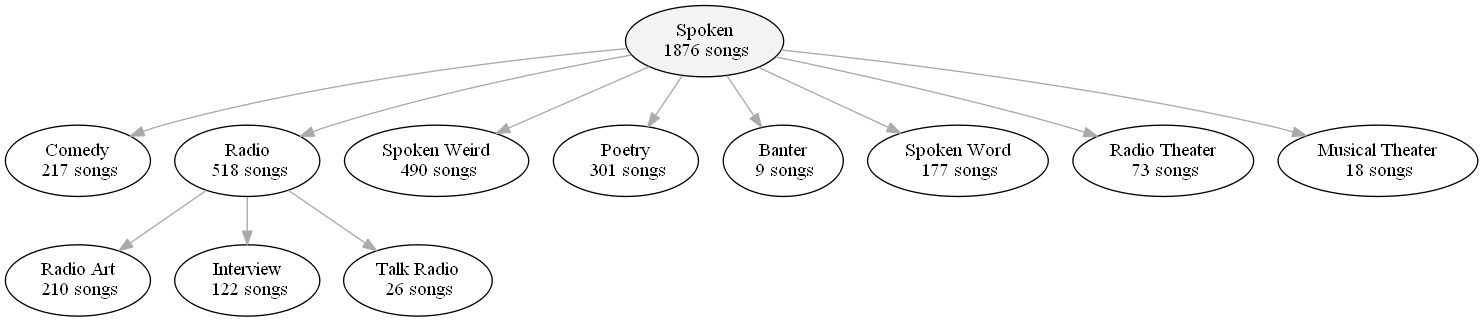 Spoken
1876 songs
Comedy
217 songs
Radio
518 songs
Spoken Weird
490 songs
Poetry
301 songs
Banter
9 songs
Spoken Word
177 songs
Radio Theater
73 songs
Musical Theater
18 songs
Radio Art
210 songs
Interview
122 songs
Talk Radio
26 songs